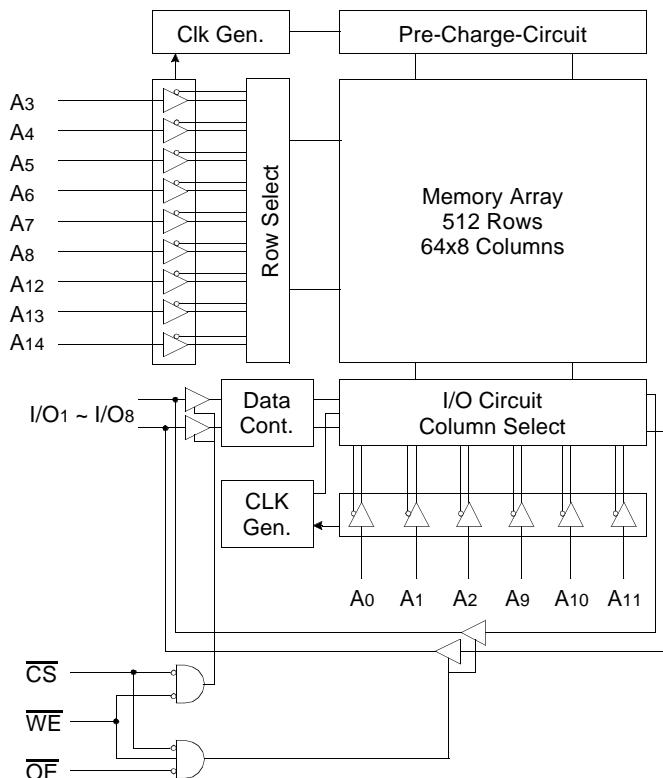 Clk Gen.
Pre-Charge-Circuit
A3
A4
A5
A6
A7
A8
A12
A13
A14
Row Select
Memory Array
512 Rows
64x8 Columns
I/O1 ~ I/O8
Data
Cont.
I/O Circuit
Column Select
CLK
Gen.
A0
A1
A2
A9
A10
A11
CS
WE
OE